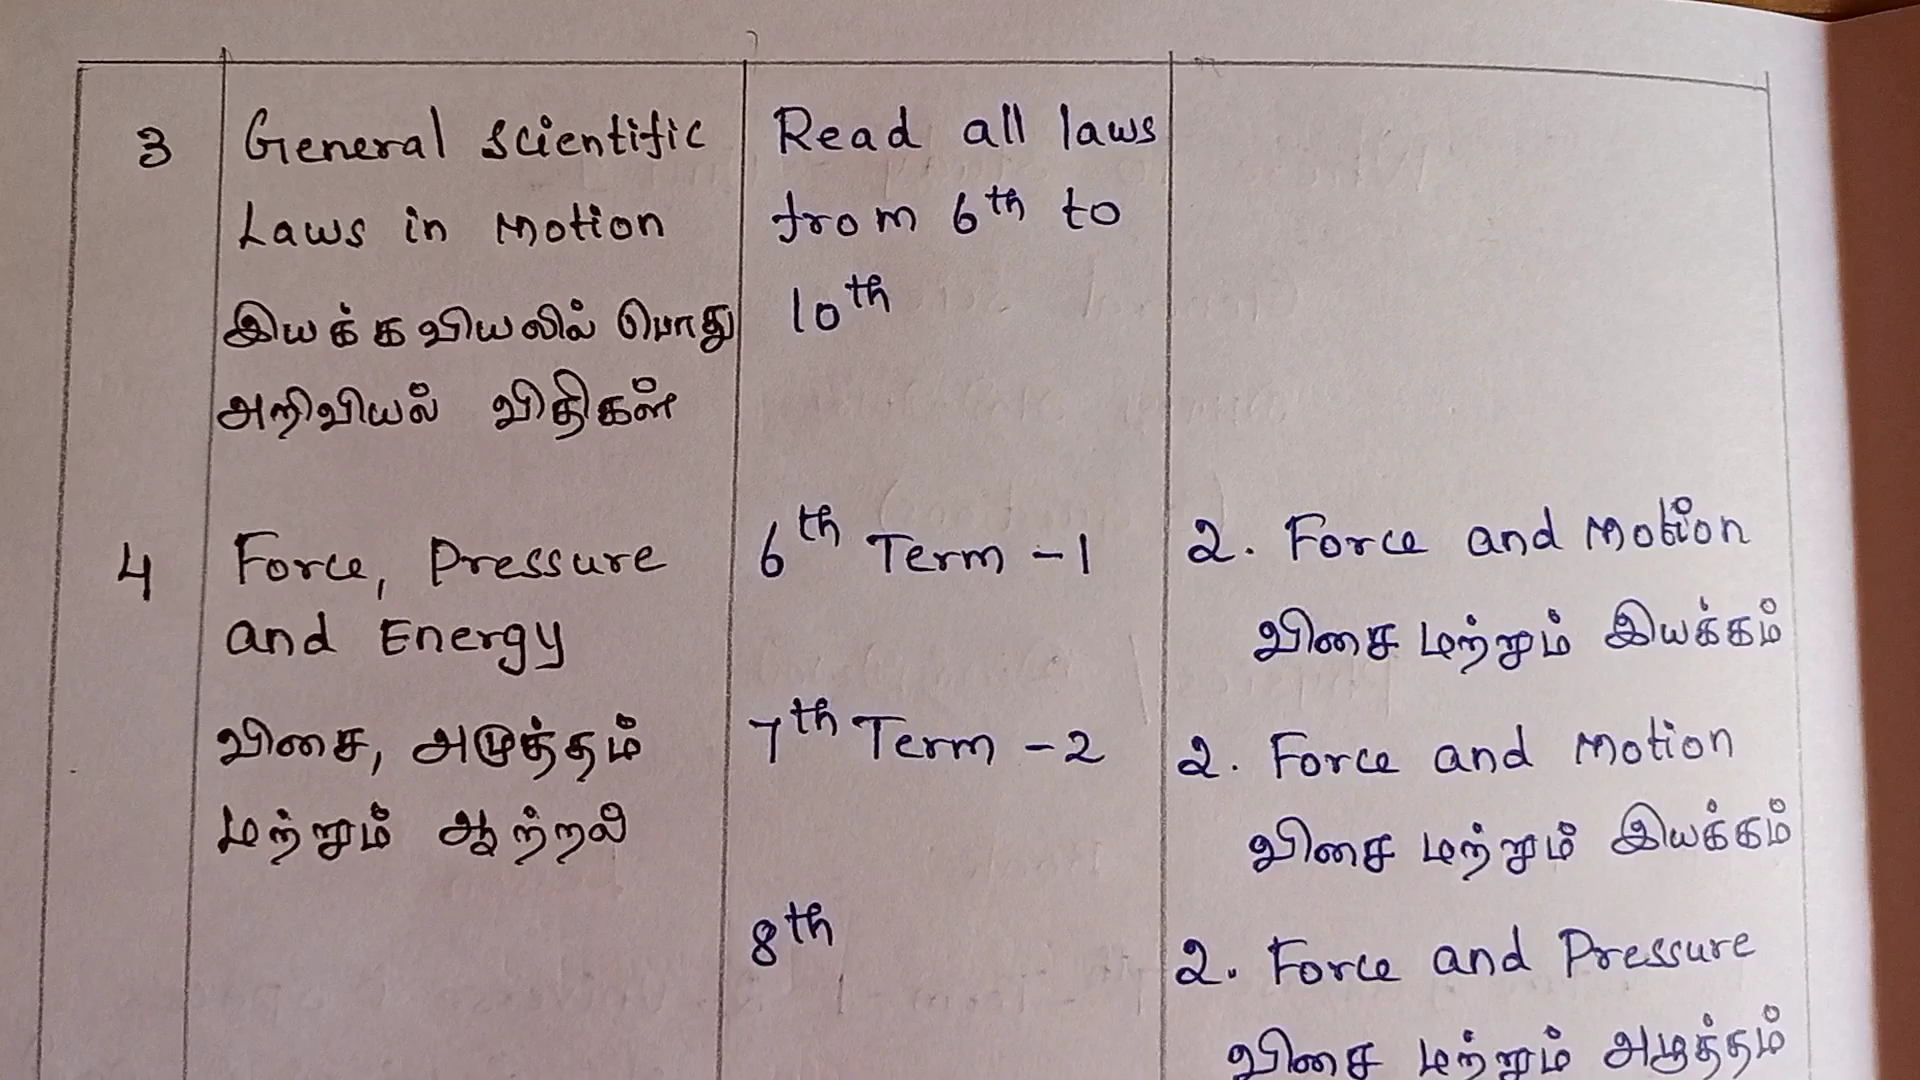 3
General Scientific
Laws in Motion
இயக்கவியலில் பொது
அறிவியல் விதிகள்
Read all laws
from 6th to
10th
4
Force, Pressure
and Energy
விசை, அழுத்தம்
மற்றும் ஆற்றல்
6th Term -1
2. Force and Motion
விசை மற்றும் இயக்கம்
7th Term -2
2. Force and Motion
விசை மற்றும் இயக்கம்
8th
2. Force and Pressure
விசை மற்றும் அழுத்தம்